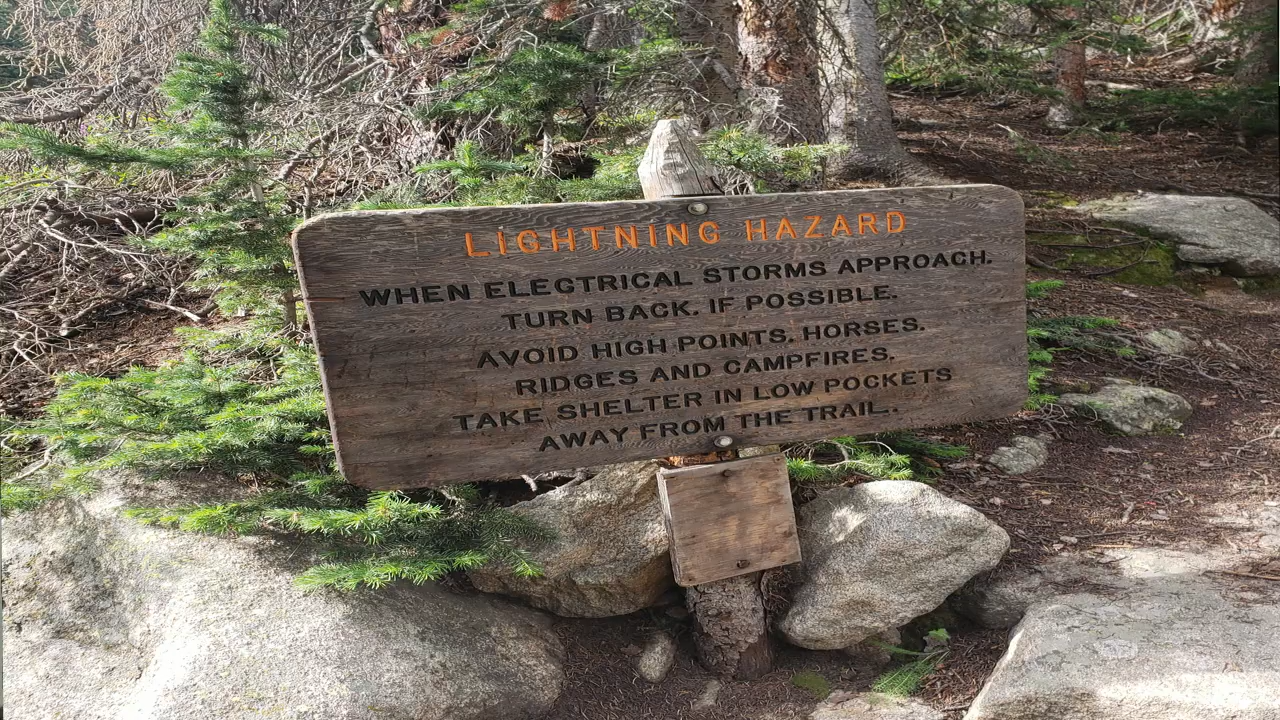 LIGHTNING HAZARD
WHEN ELECTRICAL STORMS APPROACH.
TURN BACK. IF POSSIBLE.
AVOID HIGH POINTS. HORSES.
RIDGES AND CAMPFIRES.
TAKE SHELTER IN LOW POCKETS
AWAY FROM THE TRAIL.